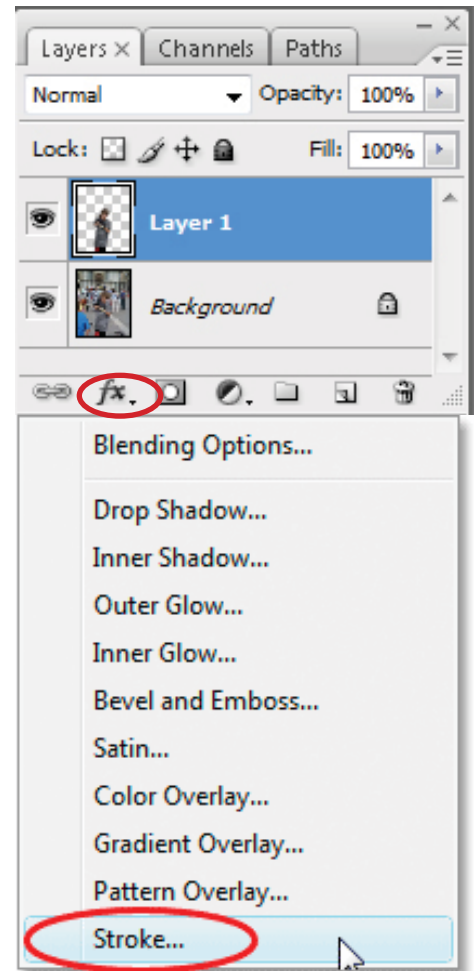 Layers × Channels Paths
Normal Opacity: 100%
Lock: Fill: 100%
Layer 1
Background
fx.
Blending Options...
Drop Shadow...
Inner Shadow...
Outer Glow...
Inner Glow...
Bevel and Emboss...
Satin...
Color Overlay...
Gradient Overlay...
Pattern Overlay...
Stroke...